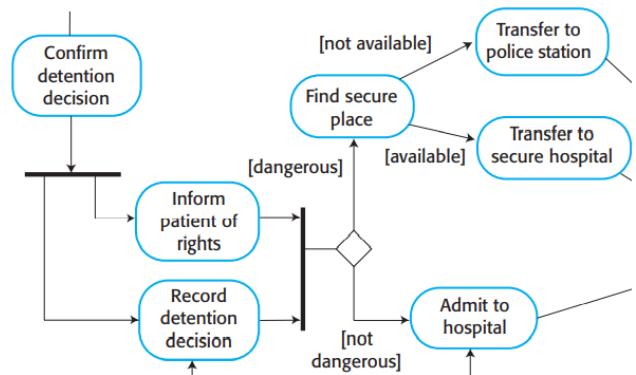 Confirm
detention
decision
[not available]
Transfer to
police station
Find secure
place
Transfer to
secure hospital
[available]
[dangerous]
Inform
patient of
rights
Record
detention
decision
[not
dangerous]
Admit to
hospital